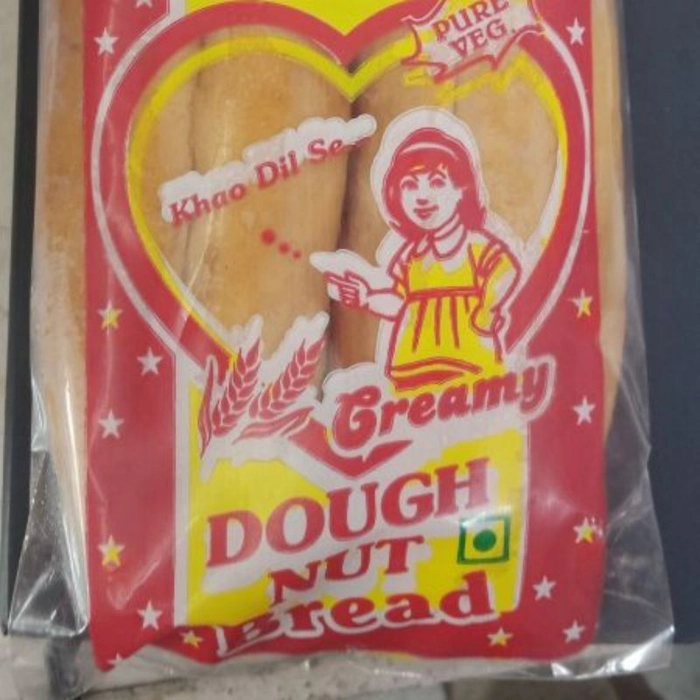 PURE
VEG.
Khao Dil Se
Creamy
DOUGH
NUT
Bread